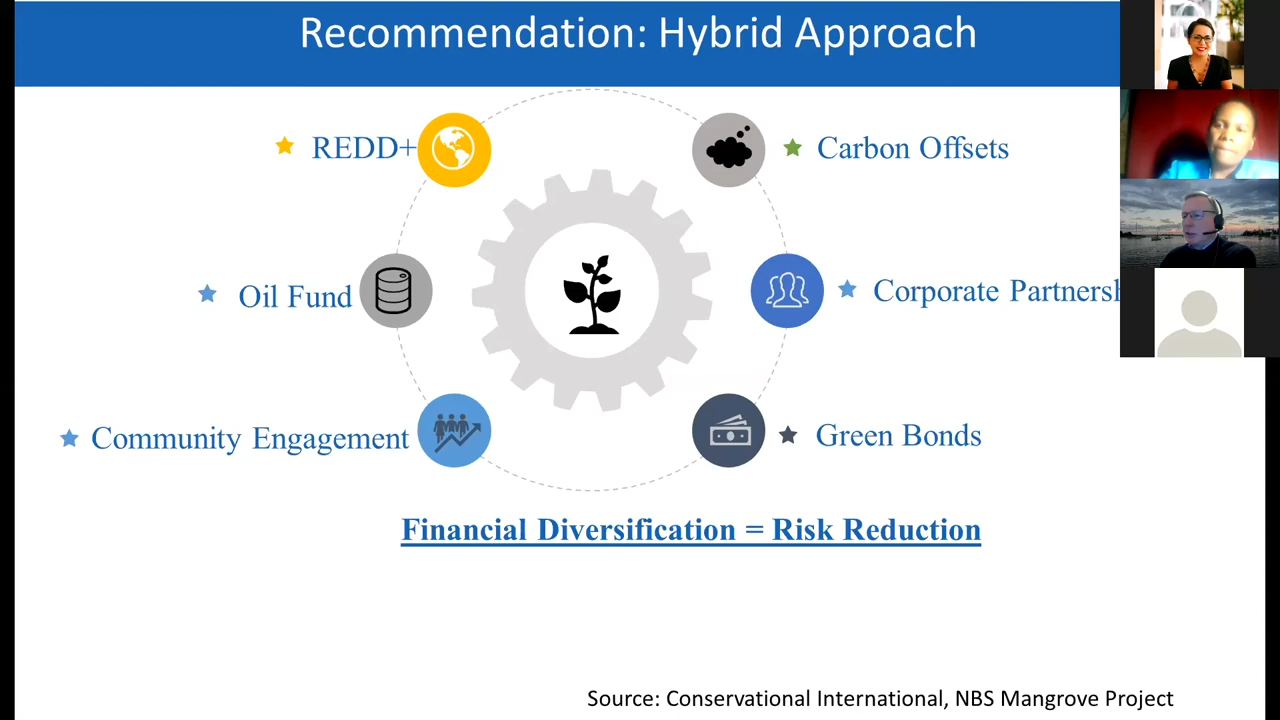 Recommendation: Hybrid Approach
REDD+
Carbon Offsets
Oil Fund
Corporate
Community Engagement
Green Bonds
Financial Diversification = Risk Reduction
Source: Conservational International, NBS Mangrove Project